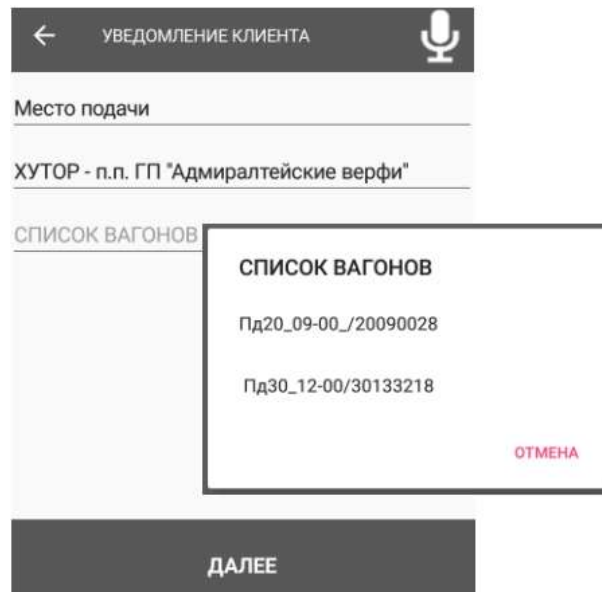 УВЕДОМЛЕНИЕ КЛИЕНТА
Место подачи
ХУТОР - п.п. ГП "Адмиралтейские верфи"
СПИСОК ВАГОНОВ
СПИСОК ВАГОНОВ
Пд20_09-00_/20090028
Пд30_12-00/30133218
ОТМЕНА
ДАЛЕЕ